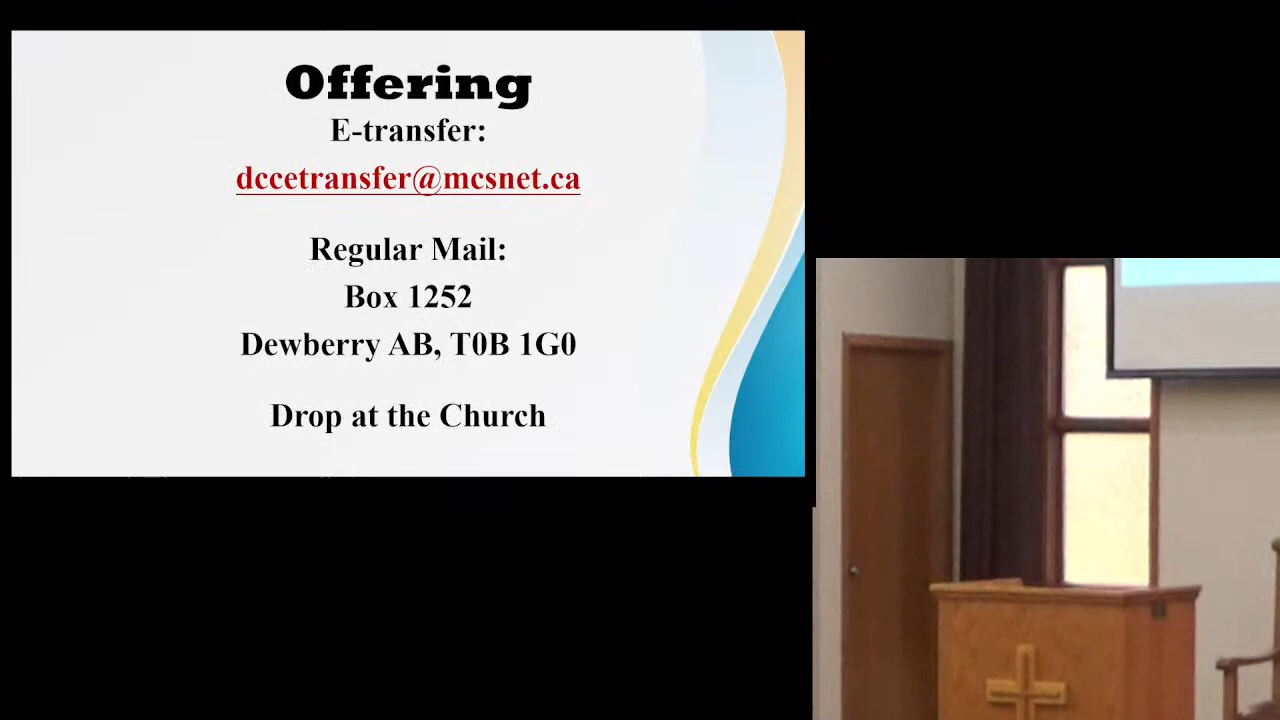 Offering
E-transfer:
dccetransfer@mcsnet.ca
Regular Mail:
Box 1252
Dewberry AB, T0B 1G0
Drop at the Church